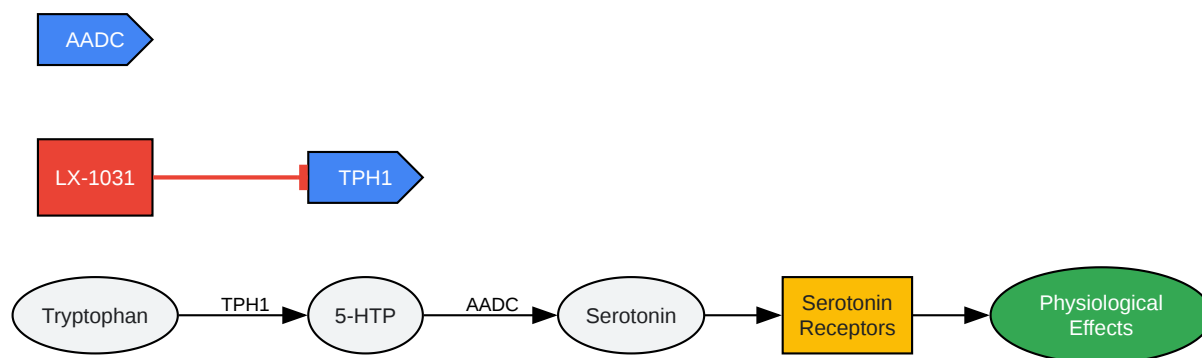 AADC
LX-1031
TPH1
Tryptophan
TPH1
5-HTP
AADC
Serotonin
Serotonin
Receptors
Physiological
Effects